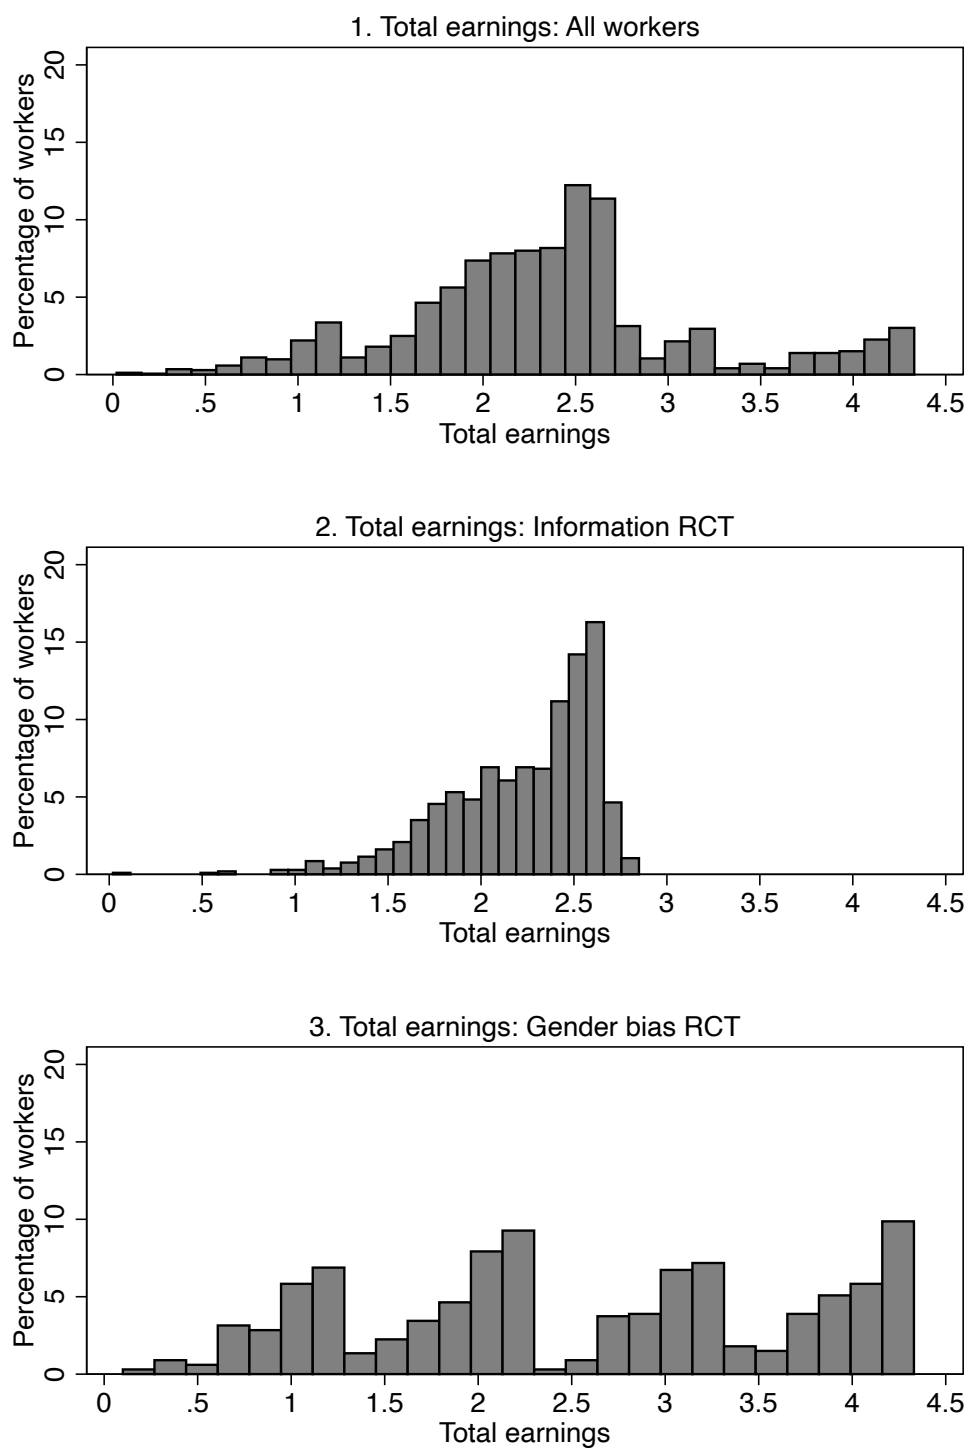 1. Total earnings: All workers
Percentage of workers
20
15
10
5
0
0 .5 1 1.5 2 2.5 3 3.5 4 4.5
Total earnings
2. Total earnings: Information RCT
Percentage of workers
20
15
10
5
0
0 .5 1 1.5 2 2.5 3 3.5 4 4.5
Total earnings
3. Total earnings: Gender bias RCT
Percentage of workers
20
15
10
5
0
0 .5 1 1.5 2 2.5 3 3.5 4 4.5
Total earnings